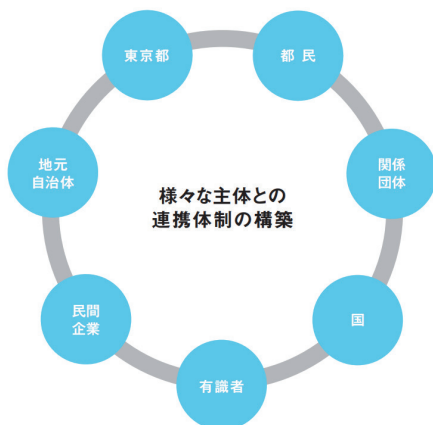 東京都
都 民
地元
自治体
関係
団体
様々な主体との
連携体制の構築
民間
企業
国
有識者